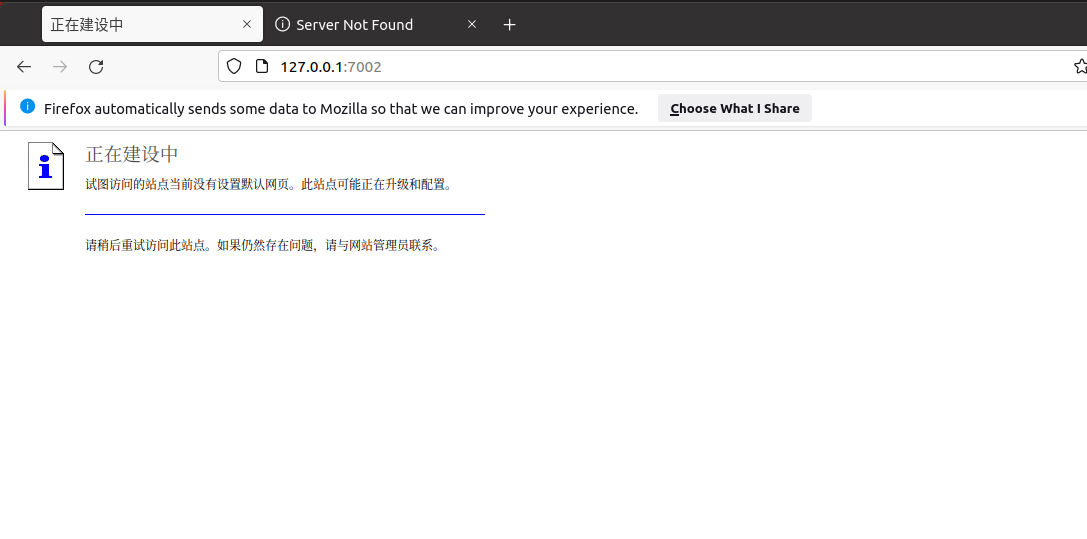 正在建设中
Server Not Found
127.0.0.1:7002
Firefox automatically sends some data to Mozilla so that we can improve your experience.
Choose What I Share
正在建设中
试图访问的站点当前没有设置默认网页。此站点可能正在升级和配置。
请稍后重试访问此站点。如果仍然存在问题，请与网站管理员联系。